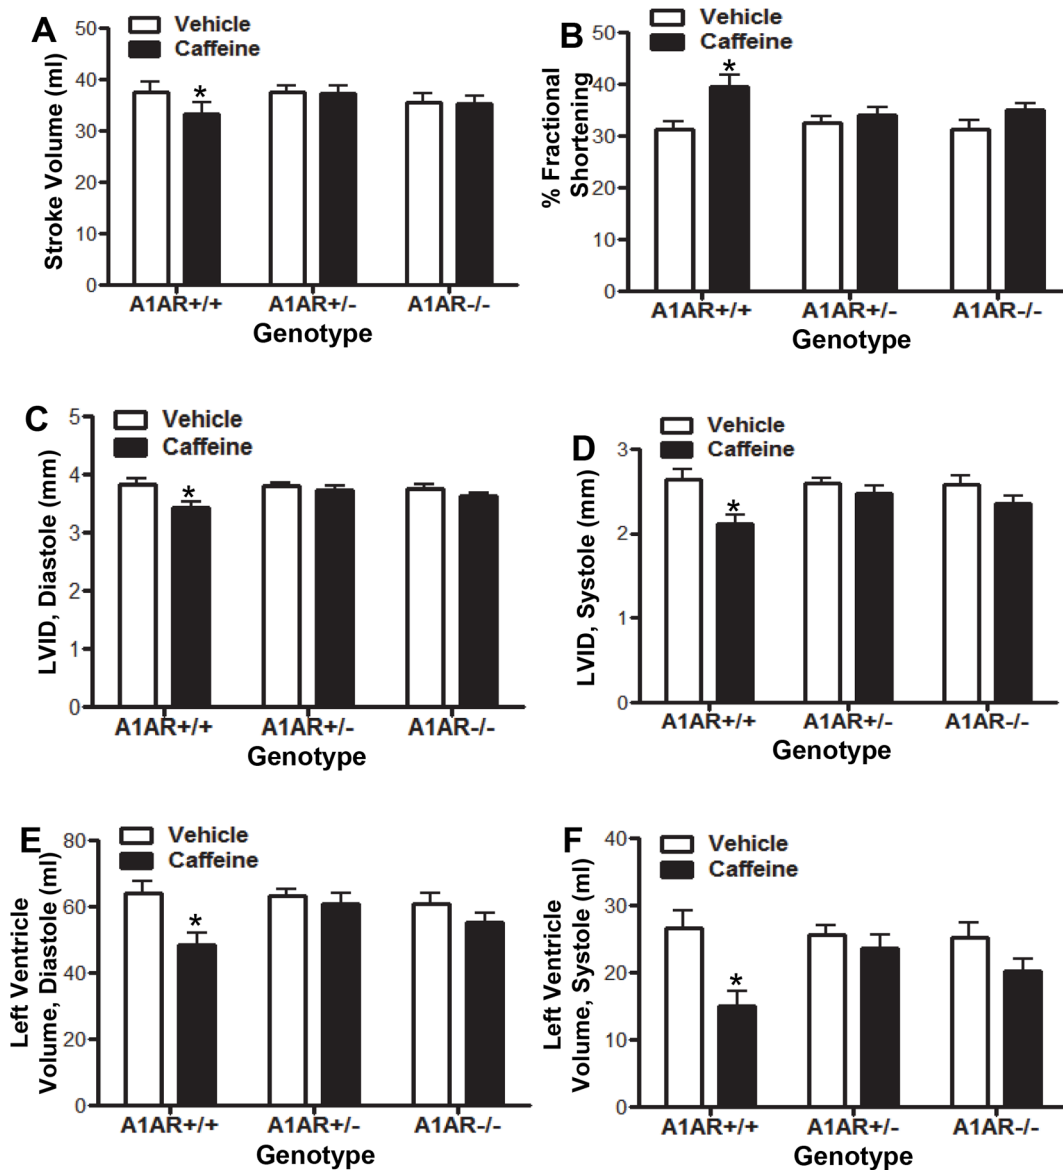 A
Vehicle
Caffeine
Stroke Volume (ml)
50
40
30
20
10
0
*
A1AR+/+
A1AR+/-
A1AR-/-
Genotype
B
Vehicle
Caffeine
% Fractional
Shortening
50
40
30
20
10
0
*
A1AR+/+
A1AR+/-
A1AR-/-
Genotype
C
Vehicle
Caffeine
LVID, Diastole (mm)
5
4
3
2
1
0
*
A1AR+/+
A1AR+/-
A1AR-/-
Genotype
D
Vehicle
Caffeine
LVID, Systole (mm)
3
2
1
0
*
A1AR+/+
A1AR+/-
A1AR-/-
Genotype
E
Vehicle
Caffeine
Left Ventricle
Volume, Diastole (ml)
80
60
40
20
0
*
A1AR+/+
A1AR+/-
A1AR-/-
Genotype
F
Vehicle
Caffeine
Left Ventricle
Volume, Systole (ml)
40
30
20
10
0
*
A1AR+/+
A1AR+/-
A1AR-/-
Genotype